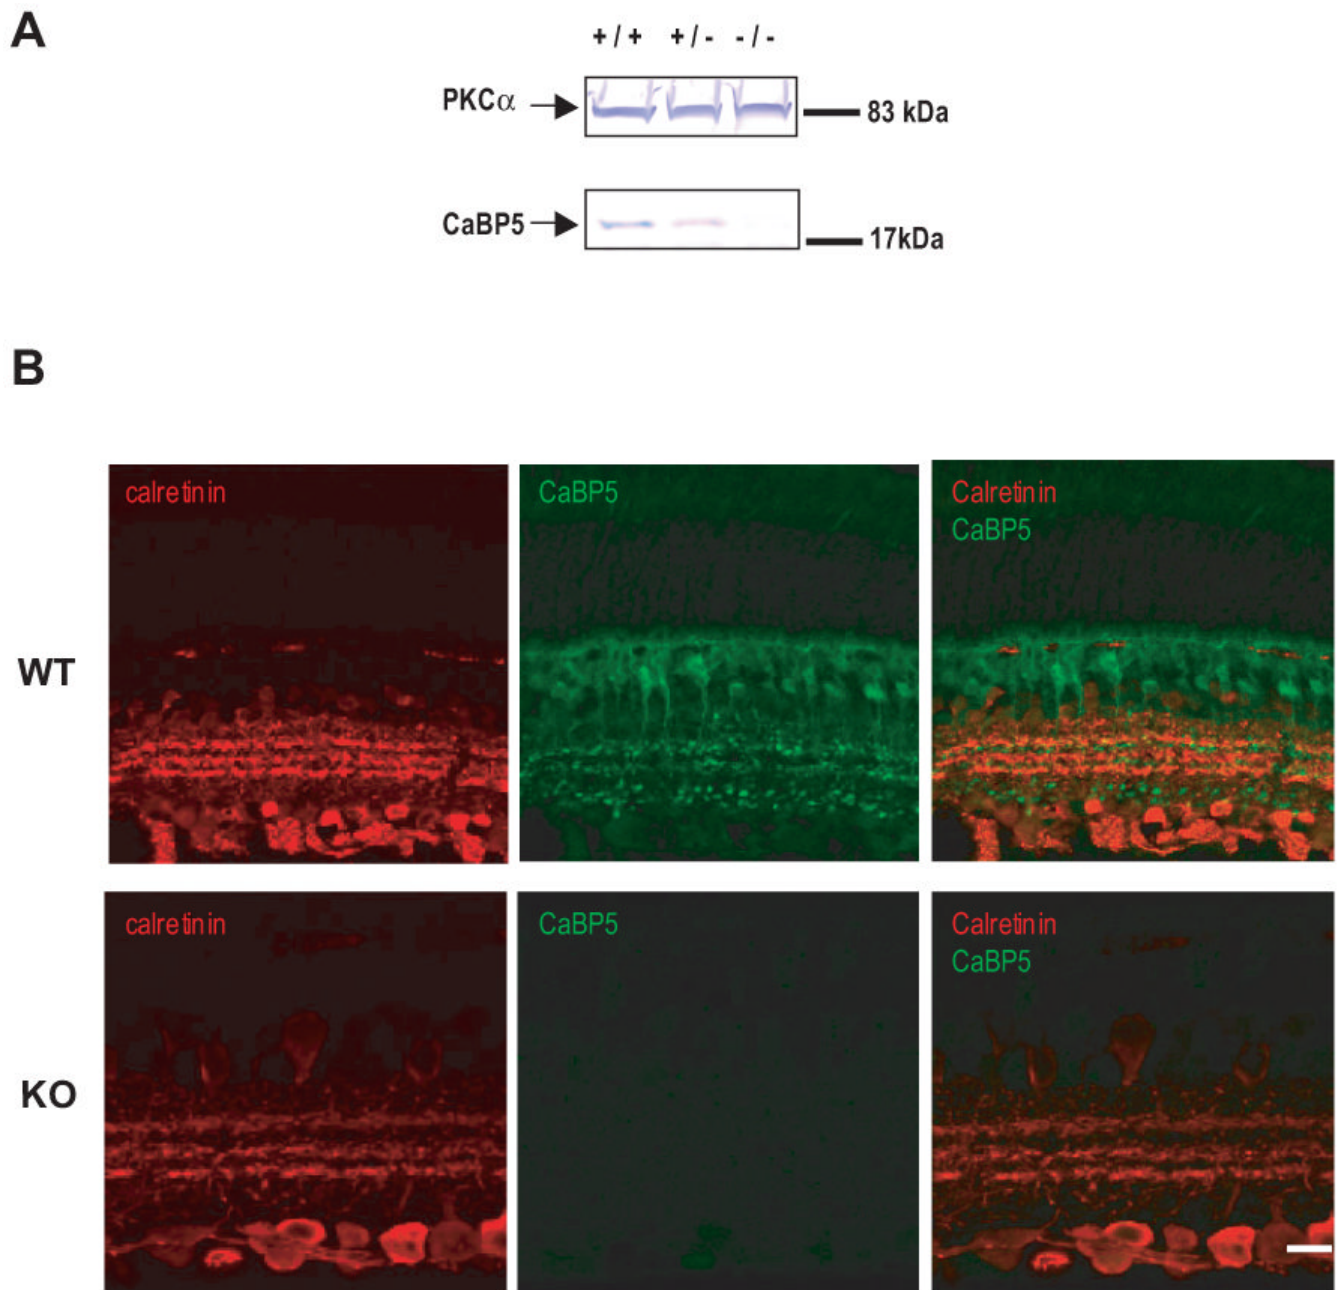 A
+/+ +/- -/-
PKCα
83 kDa
CaBP5
17kDa
B
calretinin
CaBP5
Calretinin
CaBP5
WT
calretinin
CaBP5
Calretinin
CaBP5
KO